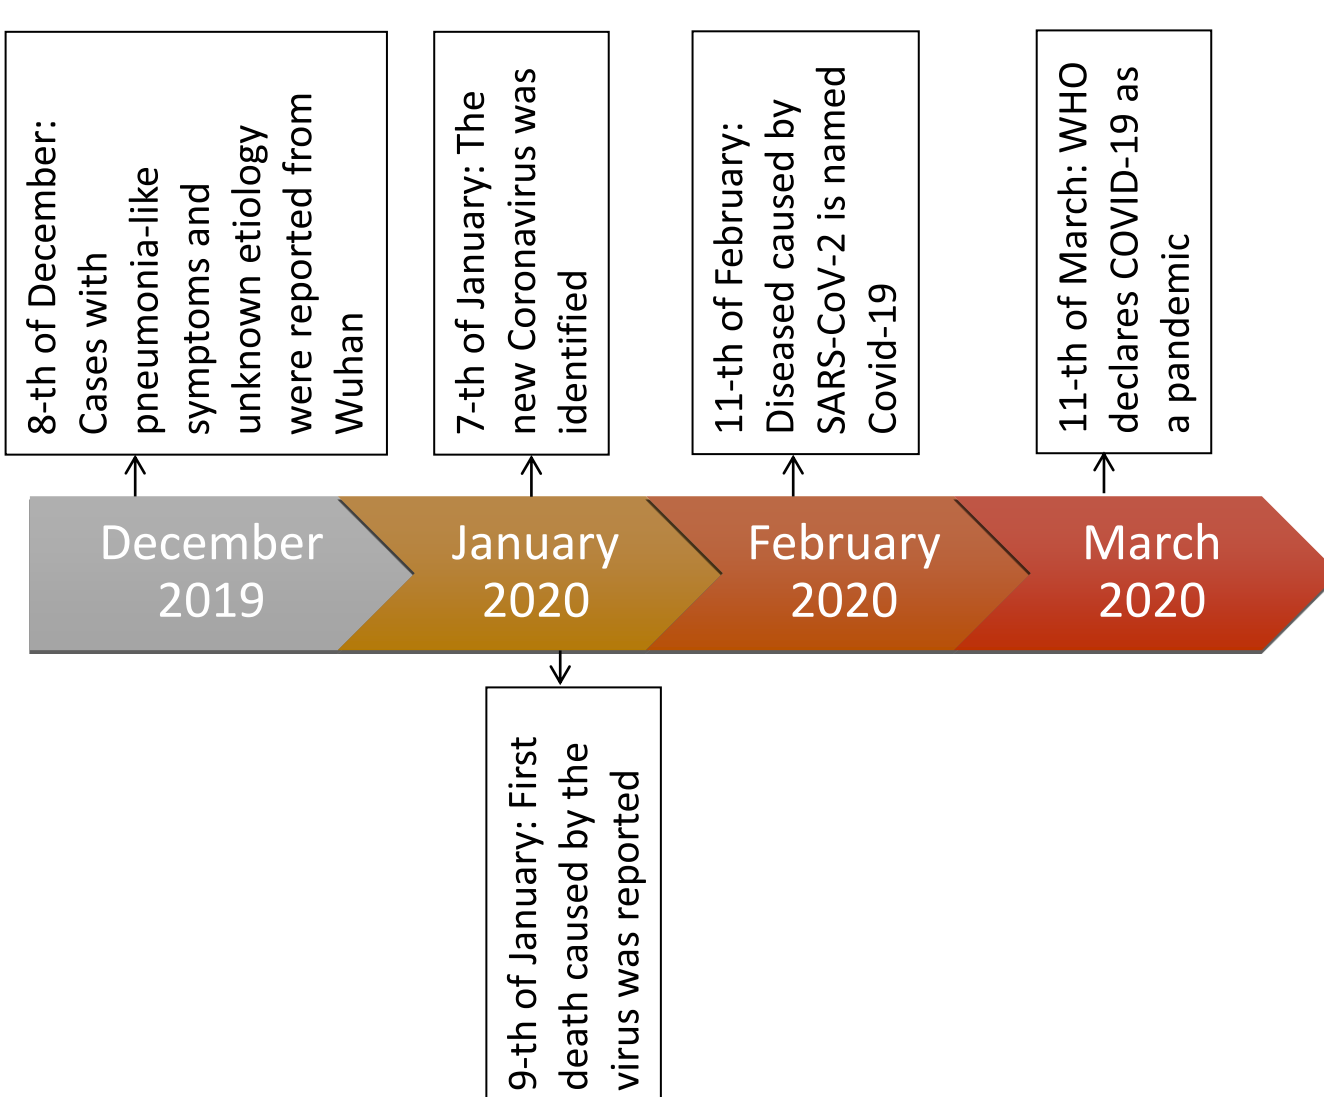 8-th of December:
Cases with
pneumonia-like
symptoms and
unknown etiology
were reported from
Wuhan
7-th of January: The
new Coronavirus was
identified
11-th of February:
Diseased caused by
SARS-CoV-2 is named
Covid-19
11-th of March: WHO
declares COVID-19 as
a pandemic
December
2019
January
2020
February
2020
March
2020
9-th of January: First
death caused by the
virus was reported